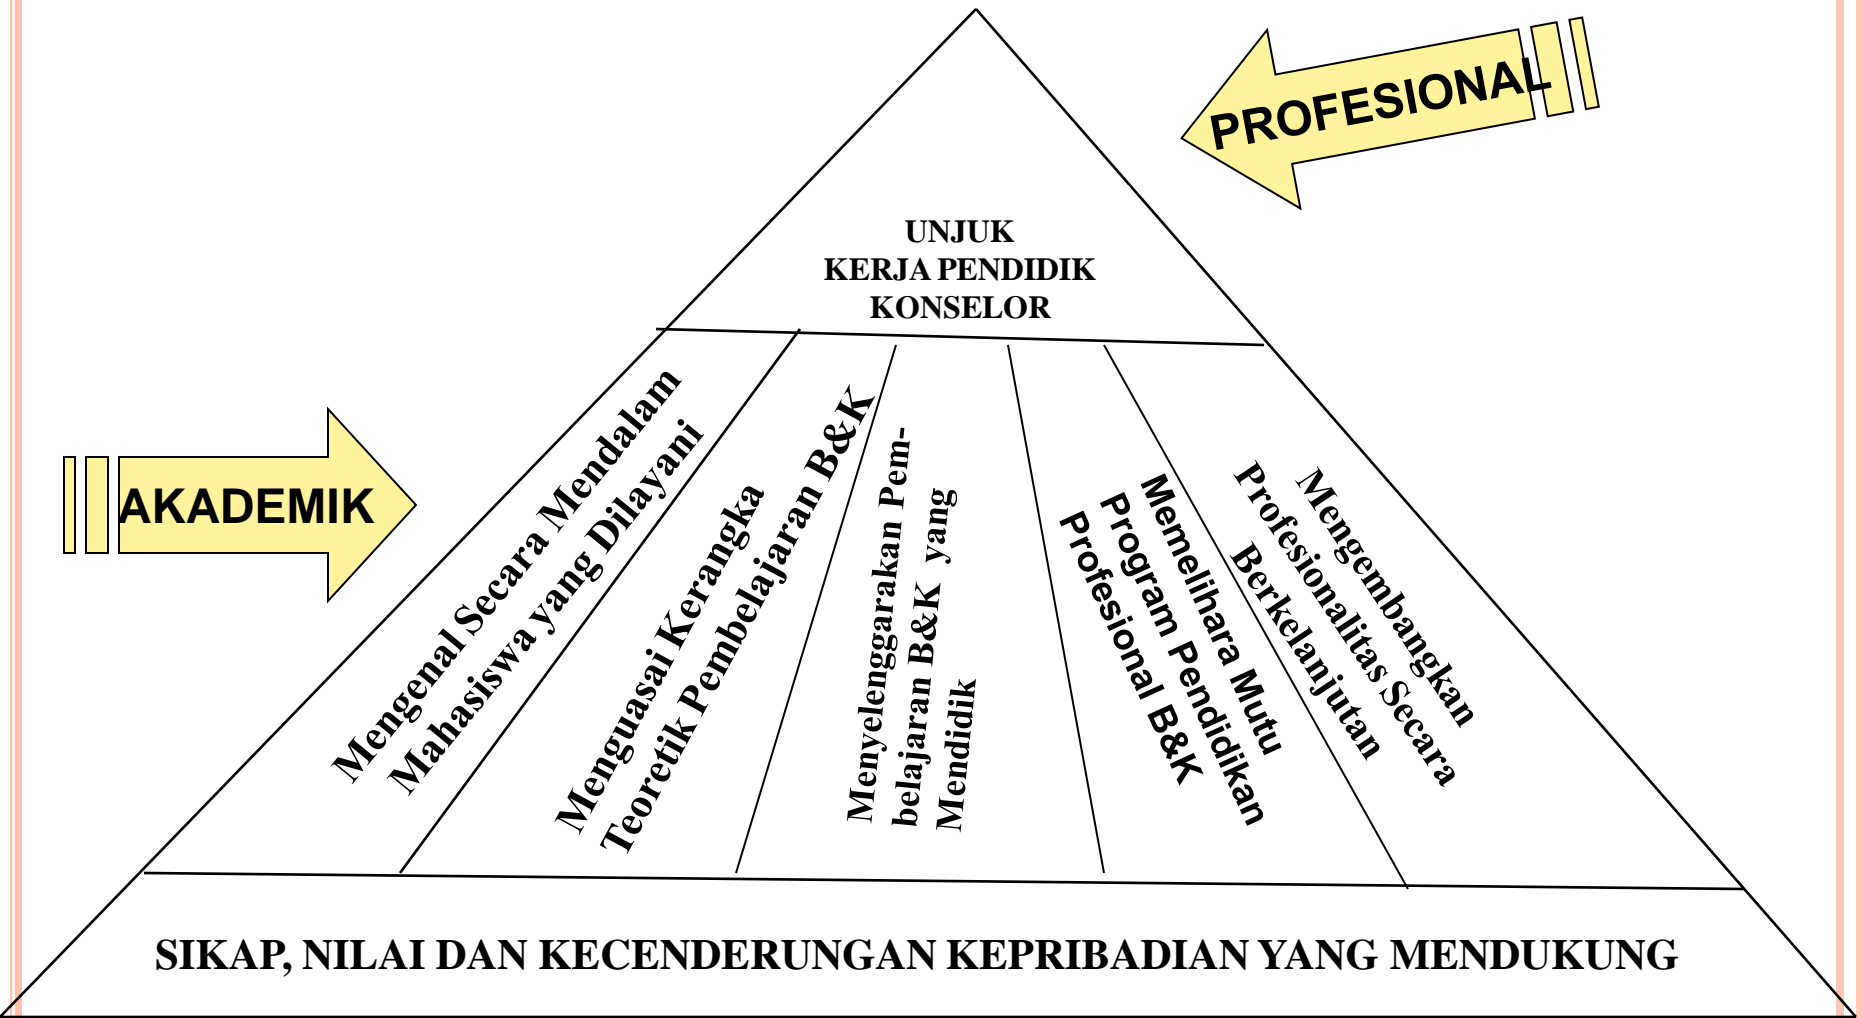 PROFESIONAL
UNJUK
KERJA PENDIDIK
KONSELOR
AKADEMIK
Mengenal Secara Mendalam
Mahasiswa yang Dilayani
Menguasai Kerangka
Teoretik Pembelajaran B&K
Menyelenggarakan Pem-
belajaran B&K yang
Mendidik
Memelihara Mutu
Program Pendidikan
Profesional B&K
Mengembangkan
Profesionalitas Secara
Berkelanjutan
SIKAP, NILAI DAN KECENDERUNGAN KEPRIBADIAN YANG MENDUKUNG